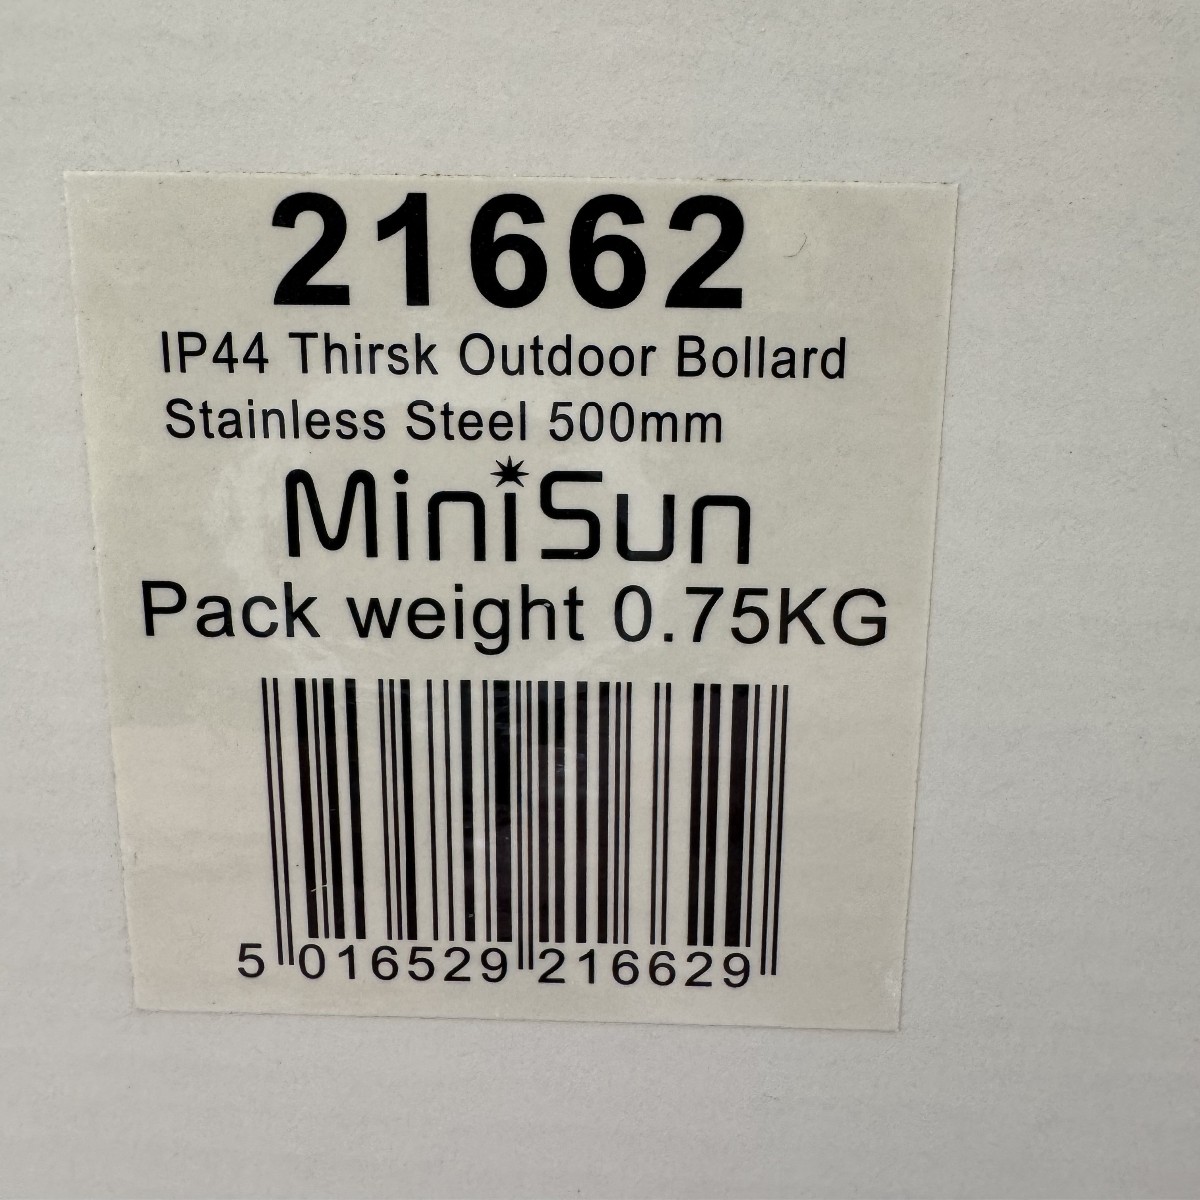 21662
IP44 Thirsk Outdoor Bollard
Stainless Steel 500mm
MiniSun
Pack weight 0.75KG
5 016529 216629